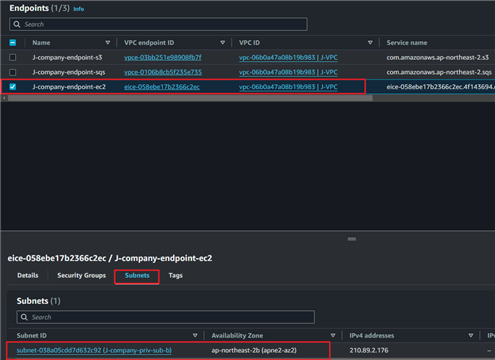 Endpoints (1/3) Info
Search
Name VPC endpoint ID VPC ID Service name
J-company-endpoint-s3 vpce-03bb251e98908fb7f vpc-06b0a47a08b19b983 | J-VPC com.amazonaws.ap-northeast-2.s3
J-company-endpoint-sqs vpce-0106b8cb5f235e735 vpc-06b0a47a08b19b983 | J-VPC com.amazonaws.ap-northeast-2.sqs
J-company-endpoint-ec2 eice-058ebe17b2366c2ec vpc-06b0a47a08b19b983 | J-VPC eice-058ebe17b2366c2ec.4f143694.
eice-058ebe17b2366c2ec / J-company-endpoint-ec2
Details Security Groups Subnets Tags
Subnets (1)
Search
Subnet ID Availability Zone IPv4 addresses
subnet-038a05cdd7d632c92 (J-company-priv-sub-b) ap-northeast-2b (apne2-az2) 210.89.2.176